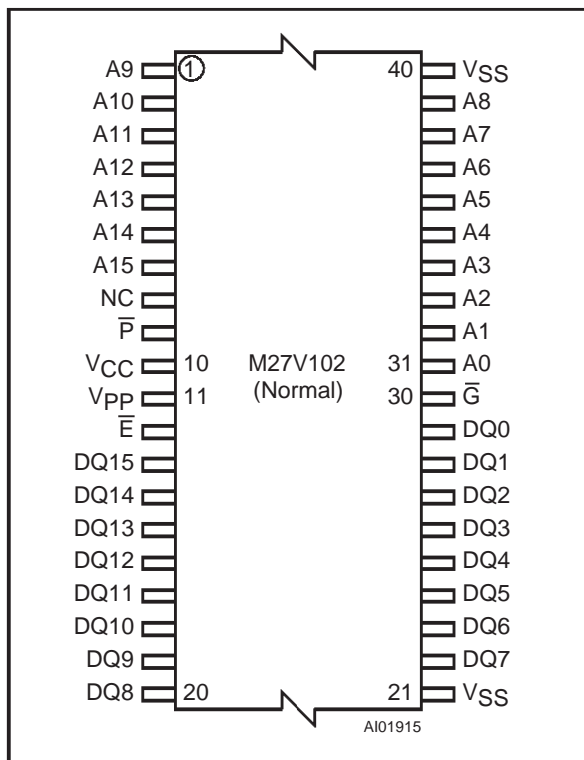 A9 1 40 VSS
A10 A8
A11 A7
A12 A6
A13 A5
A14 A4
A15 A3
NC A2
P̅ A1
VCC 10 M27V102 31 A0
VPP 11 (Normal) 30 G̅
E̅ DQ0
DQ15 DQ1
DQ14 DQ2
DQ13 DQ3
DQ12 DQ4
DQ11 DQ5
DQ10 DQ6
DQ9 DQ7
DQ8 20 21 VSS
AI01915